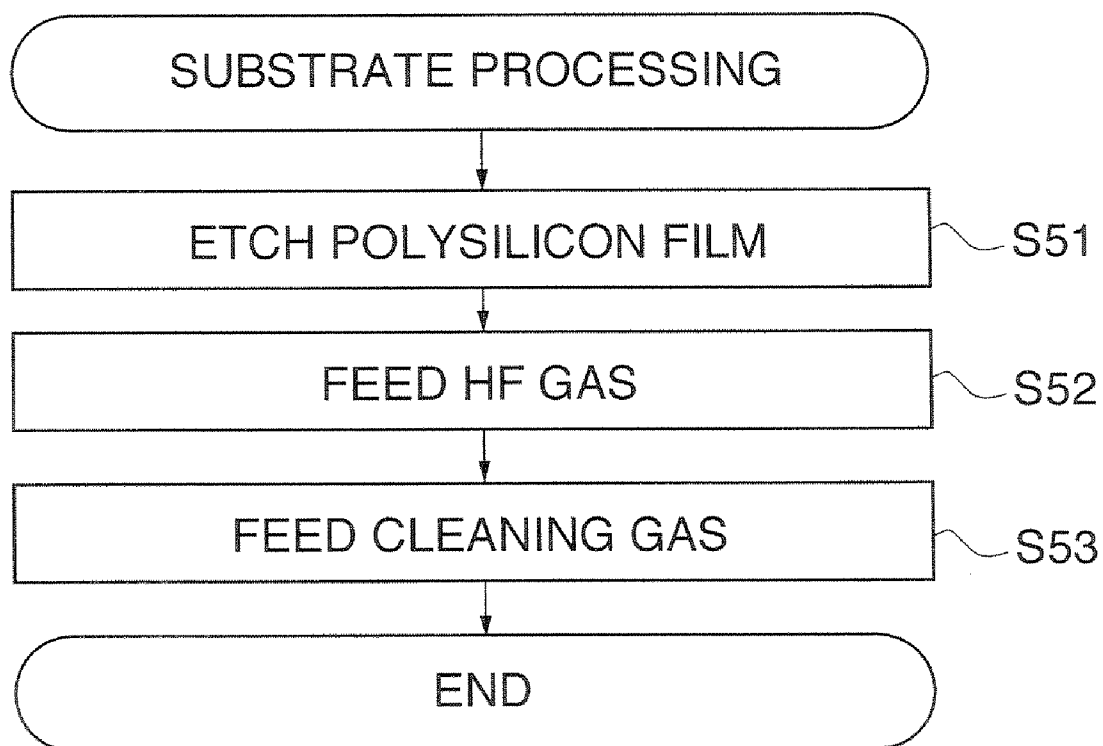 SUBSTRATE PROCESSING
ETCH POLYSILICON FILM
S51
FEED HF GAS
S52
FEED CLEANING GAS
S53
END